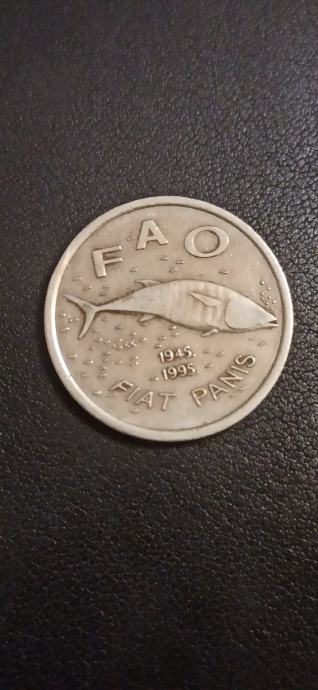 FAO
1945.
1995.
FIAT PANIS